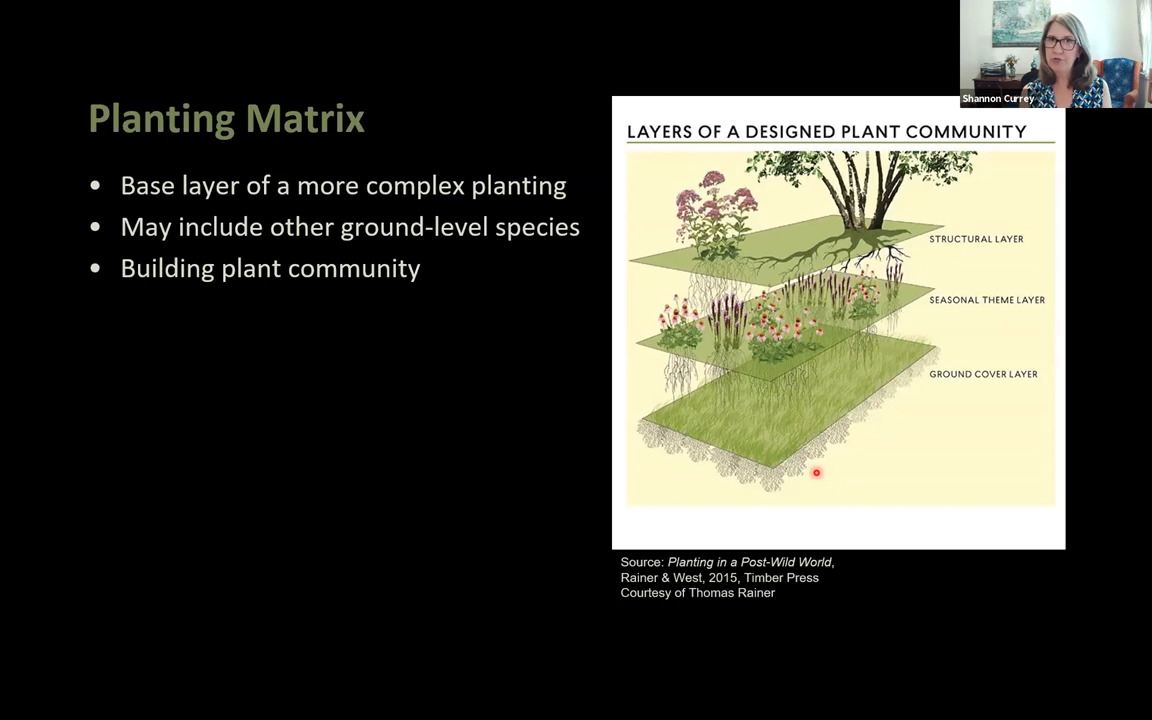 Shannon Currey
Planting Matrix
• Base layer of a more complex planting
• May include other ground-level species
• Building plant community
LAYERS OF A DESIGNED PLANT COMMUNITY
STRUCTURAL LAYER
SEASONAL THEME LAYER
GROUND COVER LAYER
Source: Planting in a Post-Wild World,
Rainer & West, 2015, Timber Press
Courtesy of Thomas Rainer